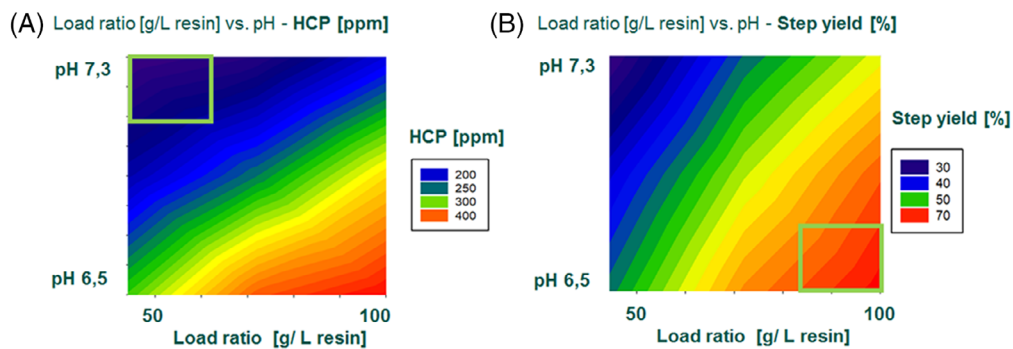 (A) Load ratio [g/L resin] vs. pH - HCP [ppm]
pH 7,3
pH 6,5
50
100
Load ratio [g/ L resin]
HCP [ppm]
200
250
300
400
(B) Load ratio [g/L resin] vs. pH - Step yield [%]
pH 7,3
pH 6,5
50
100
Load ratio [g/ L resin]
Step yield [%]
30
40
50
70